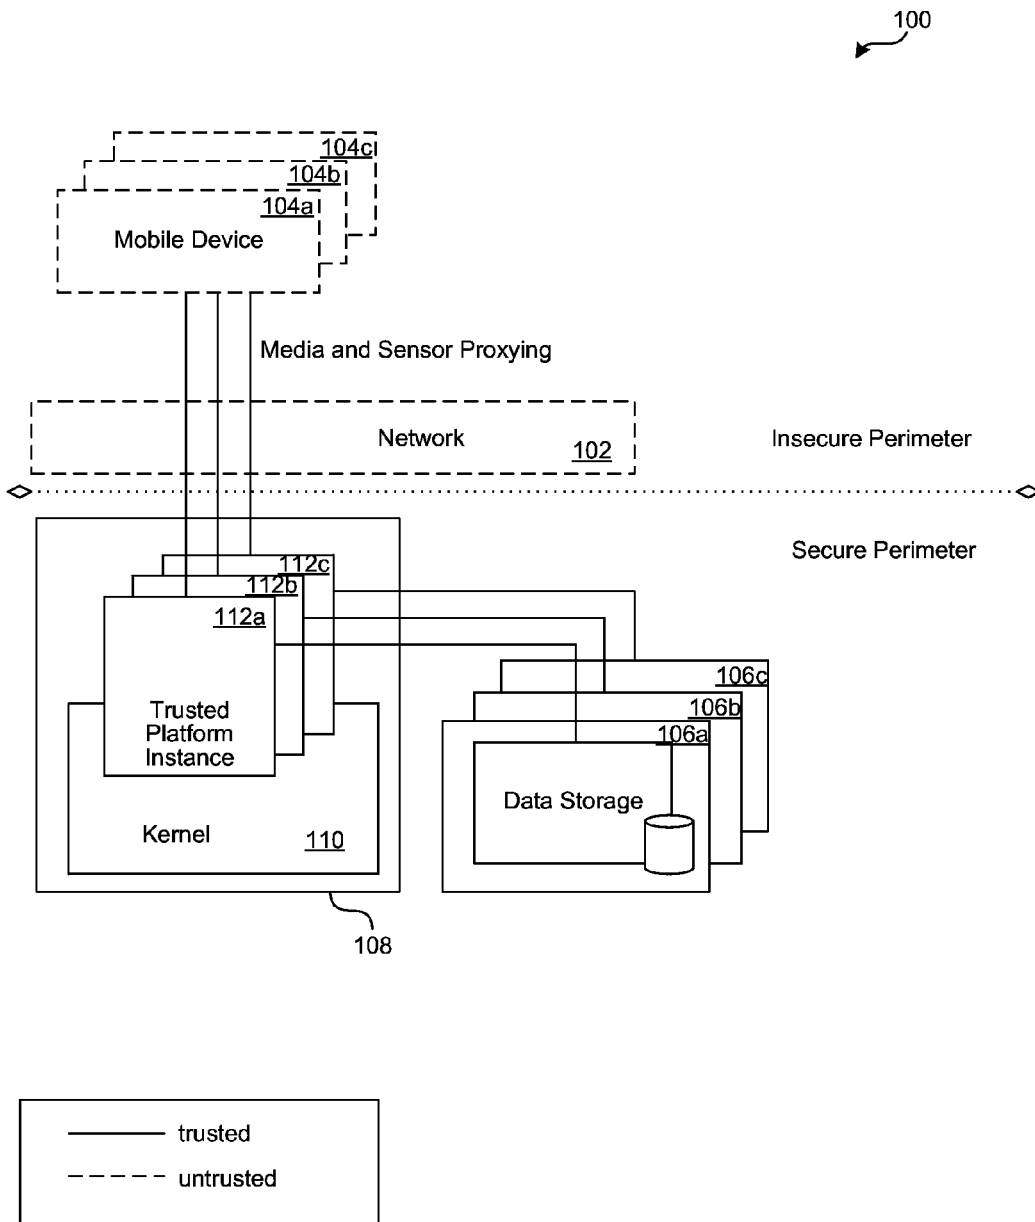 100
104c
104b
104a
Mobile Device
Media and Sensor Proxying
Network
102
Insecure Perimeter
Secure Perimeter
112c
112b
112a
Trusted
Platform
Instance
106c
106b
106a
Data Storage
Kernel
110
108
trusted
untrusted